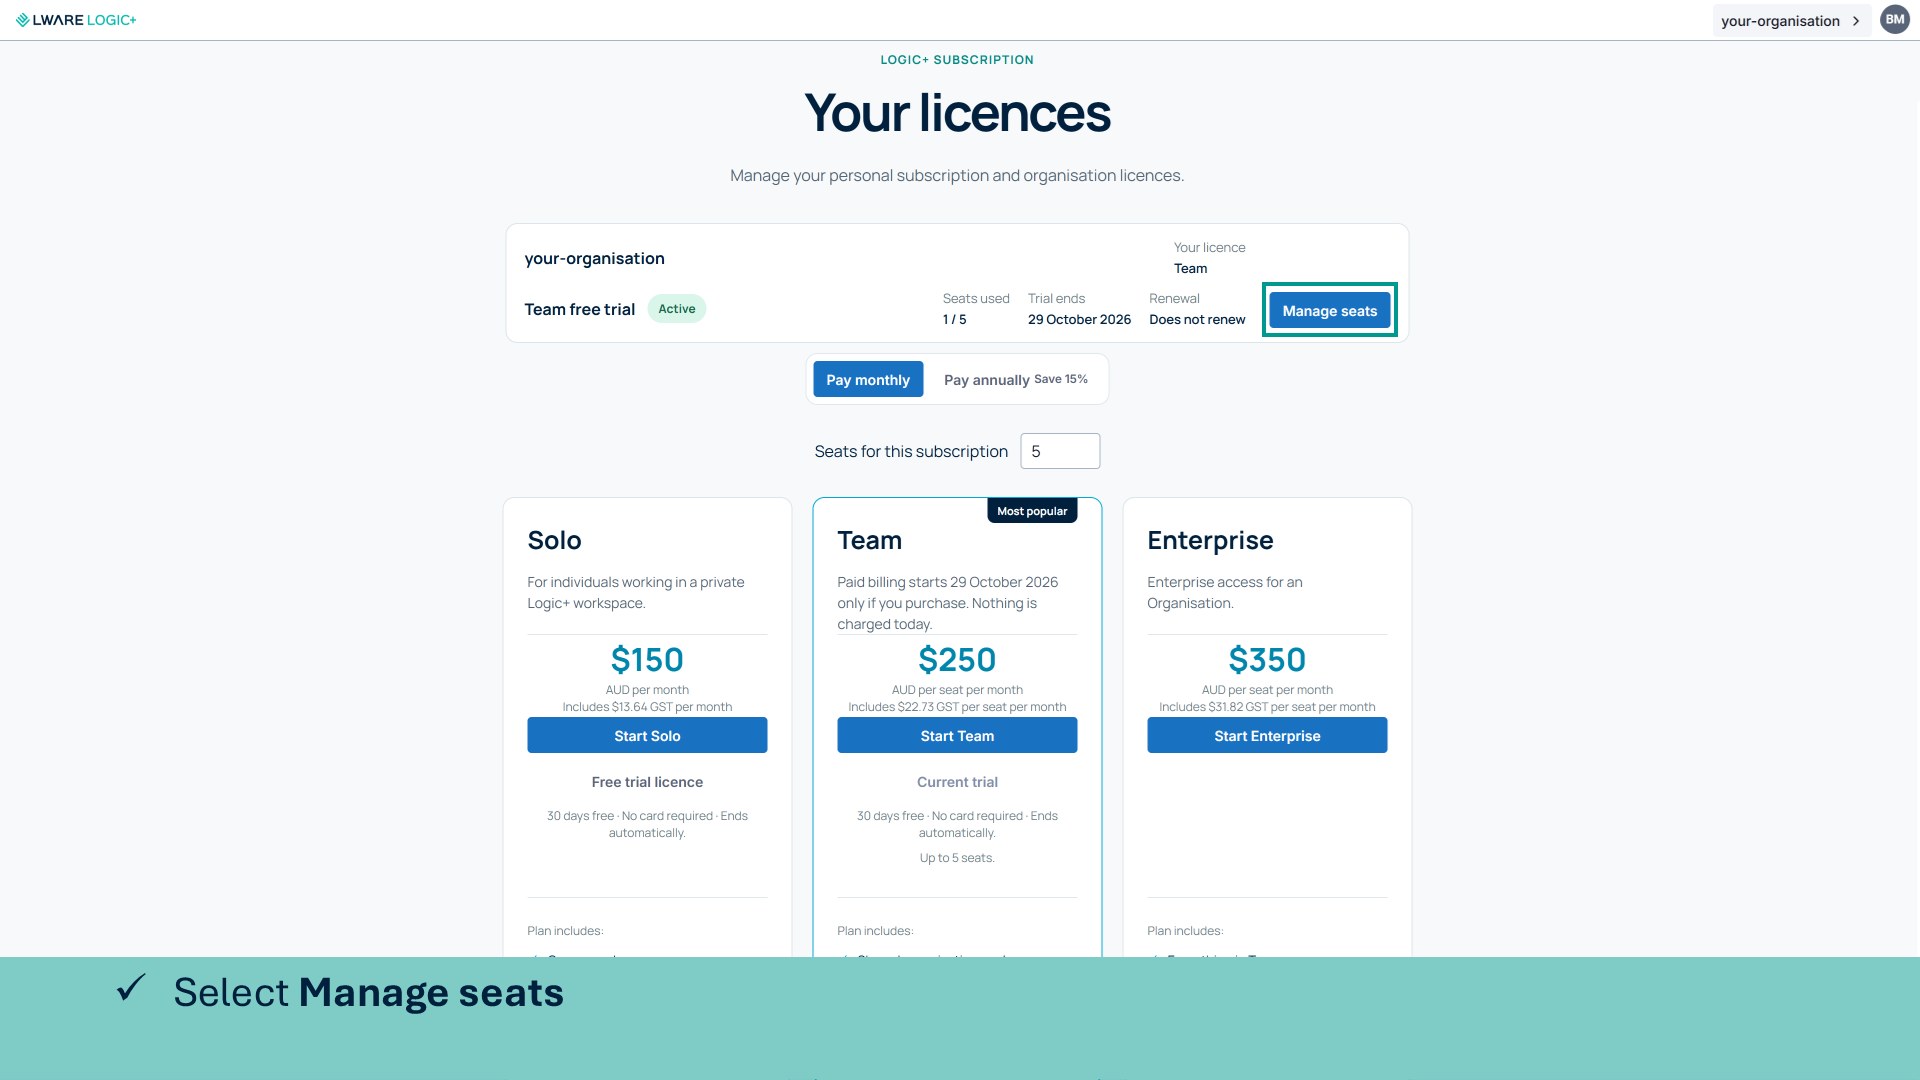 LWARE LOGIC+
your-organisation
BM
LOGIC+ SUBSCRIPTION
Your licences
Manage your personal subscription and organisation licences.
your-organisation
Your licence
Team
Team free trial
Active
Seats used
1 / 5
Trial ends
29 October 2026
Renewal
Does not renew
Manage seats
Pay monthly
Pay annually Save 15%
Seats for this subscription
5
Most popular
Solo
For individuals working in a private
Logic+ workspace.
$150
AUD per month
Includes $13.64 GST per month
Start Solo
Free trial licence
30 days free · No card required · Ends
automatically.
Plan includes:
Team
Paid billing starts 29 October 2026
only if you purchase. Nothing is
charged today.
$250
AUD per seat per month
Includes $22.73 GST per seat per month
Start Team
Current trial
30 days free · No card required · Ends
automatically.
Up to 5 seats.
Plan includes:
Enterprise
Enterprise access for an
Organisation.
$350
AUD per seat per month
Includes $31.82 GST per seat per month
Start Enterprise
Plan includes:
✓ Select Manage seats